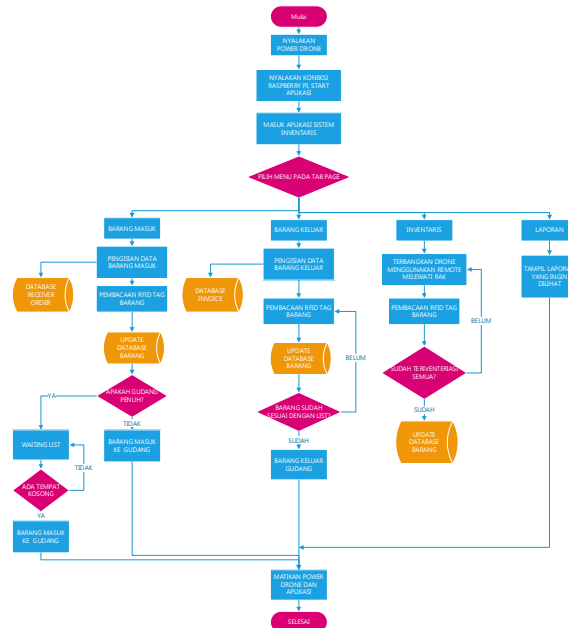 Mulai
NYALAKAN
POWER DRONE
NYALAKAN KONEKSI
RASPBERRY PI, START
APLIKASI
MASUK APLIKASI SISTEM
INVENTARIS
PILIH MENU PADA TAB PAGE
BARANG MASUK
BARANG KELUAR
INVENTARIS
LAPORAN
PENGISIAN DATA
BARANG MASUK
PENGISIAN DATA
BARANG KELUAR
TERBANGKAN DRONE
MENGGUNAKAN REMOTE
MELEWATI RAK
TAMPIL LAPORA
YANG INGIN
DILIHAT
DATABASE
RECEIVER
ORDER
PEMBACAAN RFID TAG
BARANG
DATABASE
INVOICE
PEMBACAAN RFID TAG
BARANG
PEMBACAAN RFID TAG
BARANG
BELUM
UPDATE
DATABASE
BARANG
UPDATE
DATABASE
BARANG
BELUM
SUDAH TERIVENTERIASI
SEMUA?
APAKAH GUDANG
PENUH?
YA
TIDAK
BARANG SUDAH
SESUAI DENGAN LIST?
SUDAH
UPDATE
DATABASE
BARANG
WAITING LIST
BARANG MASUK
KE GUDANG
SUDAH
BARANG KELUAR
GUDANG
TIDAK
ADA TEMPAT
KOSONG
YA
BARANG MASUK
KE GUDANG
MATIKAN POWER
DRONE DAN
APLIKASI
SELESAI